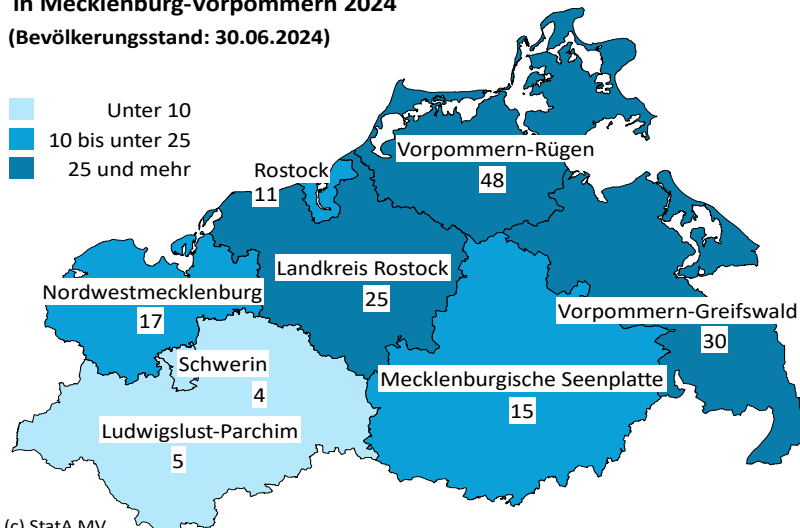 in Mecklenburg-Vorpommern 2024
(Bevölkerungsstand: 30.06.2024)
Unter 10
10 bis unter 25
25 und mehr
Vorpommern-Rügen
48
Rostock
11
Landkreis Rostock
25
Nordwestmecklenburg
17
Vorpommern-Greifswald
30
Schwerin
4
Mecklenburgische Seenplatte
15
Ludwigslust-Parchim
5
(c) StatA MV